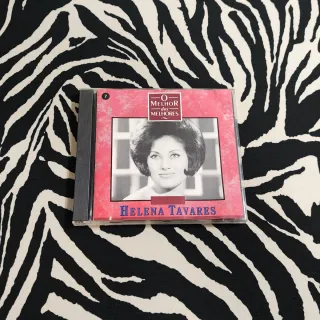 O
MELHOR
dos
MELHORES
HELENA TAVARES